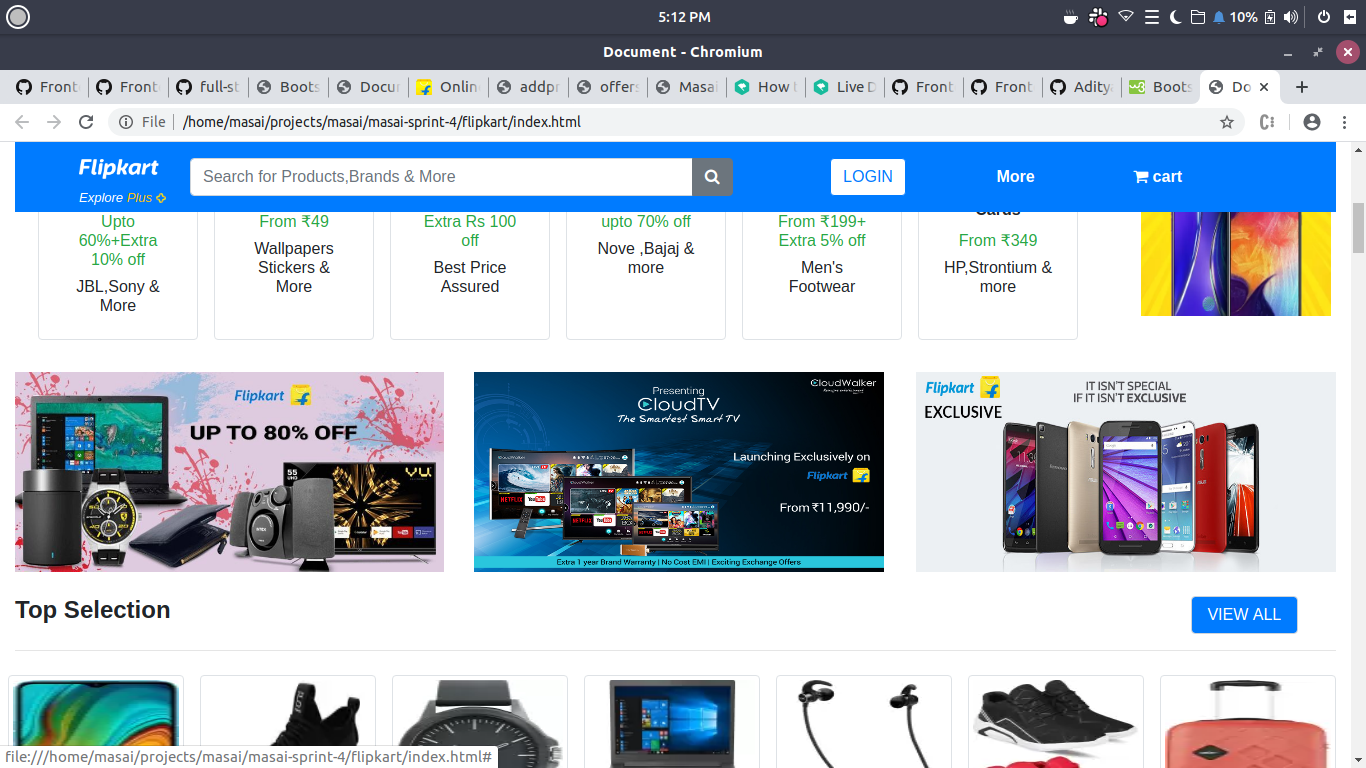 5:12 PM
10%
Document - Chromium
Front
Front
full-st
Boots
Docu
Onlin
addpr
offers
Masai
How t
Live D
Front
Front
Aditya
Boots
Do
File
/home/masai/projects/masai/masai-sprint-4/flipkart/index.html
Flipkart
Explore Plus
Search for Products,Brands & More
LOGIN
More
cart
Upto
60%+Extra
10% off
JBL,Sony &
More
From ₹49
Wallpapers
Stickers &
More
Extra Rs 100
off
Best Price
Assured
upto 70% off
Nove ,Bajaj &
more
From ₹199+
Extra 5% off
Men's
Footwear
Cards
From ₹349
HP,Strontium &
more
Flipkart
UP TO 80% OFF
55
VU
INTEX
CloudWalker
Presenting
CloudTV
The Smartest Smart TV
Launching Exclusively on
Flipkart
From ₹11,990/-
NETFLIX
YouTube
Extra 1 year Brand Warranty | No Cost EMI | Exciting Exchange Offers
Flipkart
EXCLUSIVE
IT ISN'T SPECIAL
IF IT ISN'T EXCLUSIVE
Top Selection
VIEW ALL
file:///home/masai/projects/masai/masai-sprint-4/flipkart/index.html#